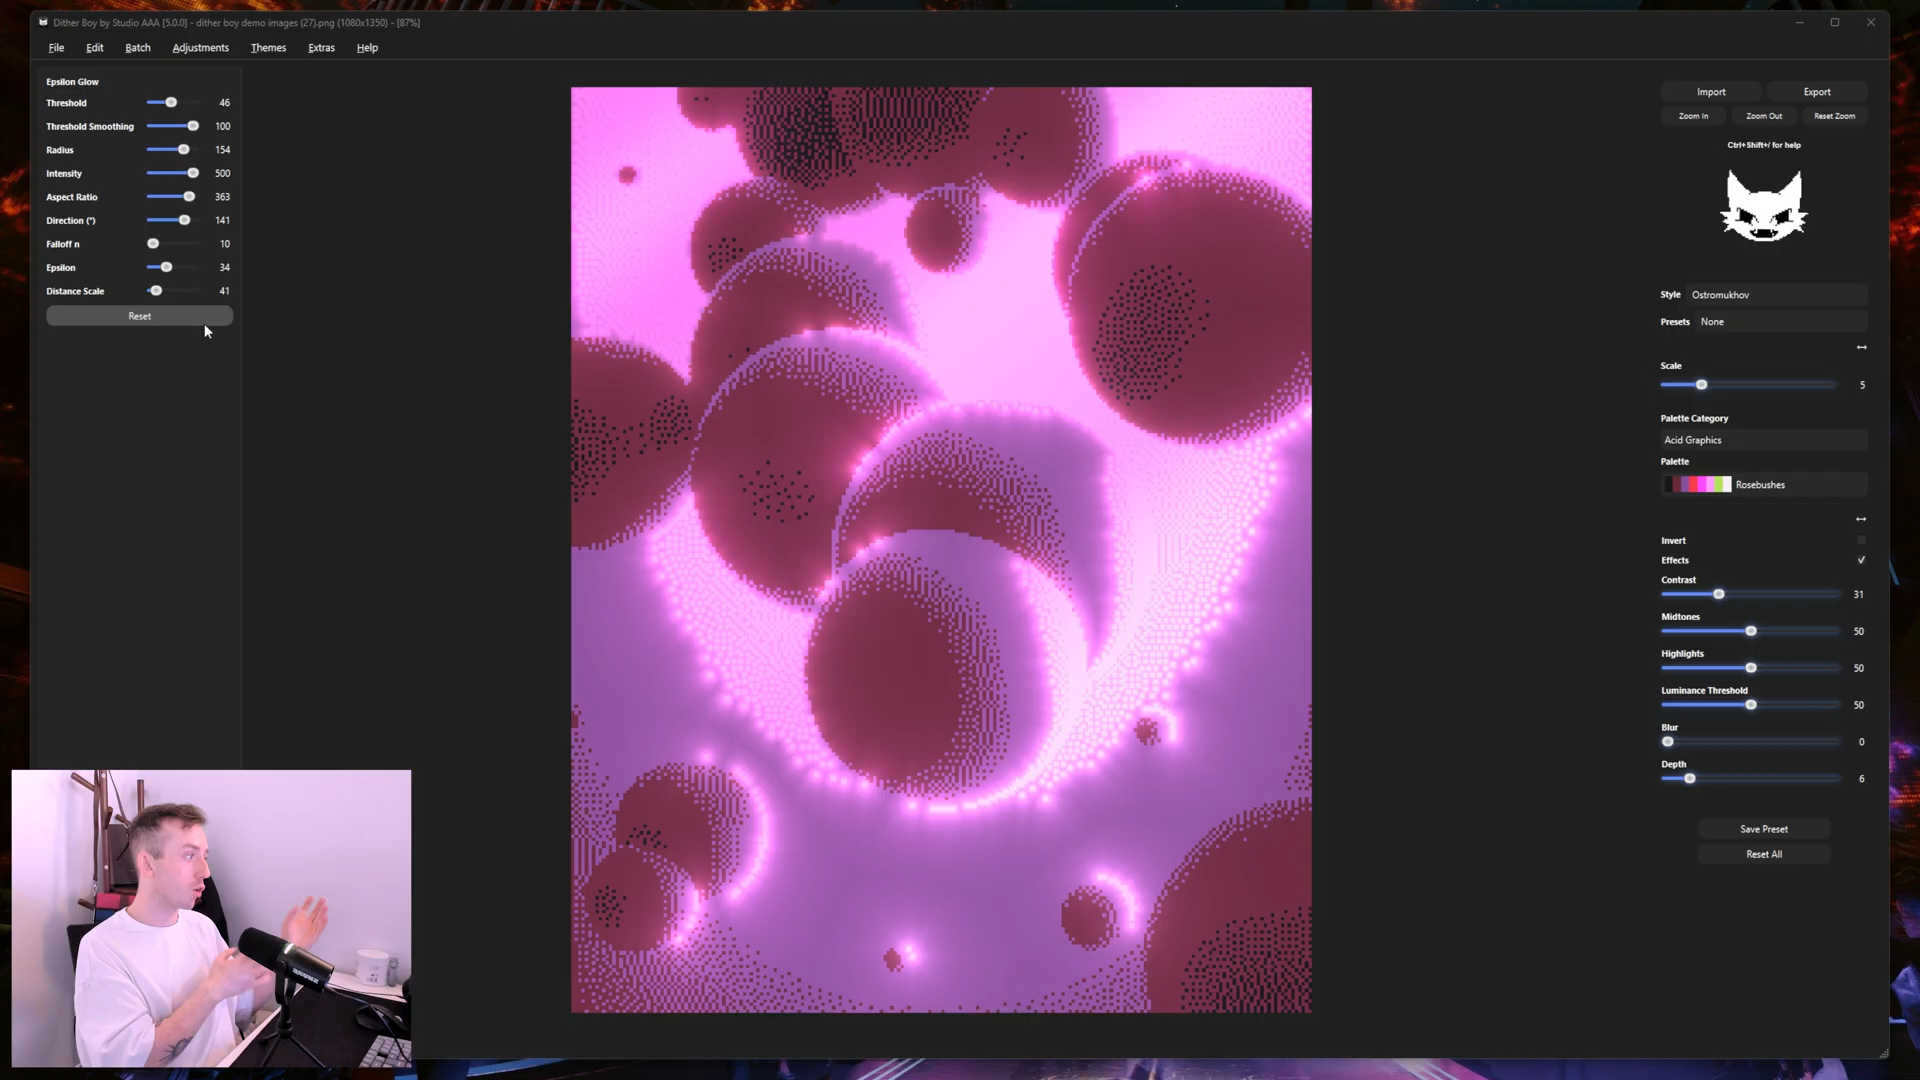 Dither Boy by Studio AAA [5.0.0] - dither boy demo images (27).png (1080x1350) - [87%]
File Edit Batch Adjustments Themes Extras Help
Epsilon Glow
Threshold 46
Threshold Smoothing 100
Radius 154
Intensity 500
Aspect Ratio 363
Direction (°) 141
Falloff n 10
Epsilon 34
Distance Scale 41
Reset
Import Export
Zoom In Zoom Out Reset Zoom
Ctrl+Shift+/ for help
Style Ostromukhov
Presets None
Scale
5
Palette Category
Acid Graphics
Palette
Rosebushes
Invert
Effects
Contrast
31
Midtones
50
Highlights
50
Luminance Threshold
50
Blur
0
Depth
6
Save Preset
Reset All